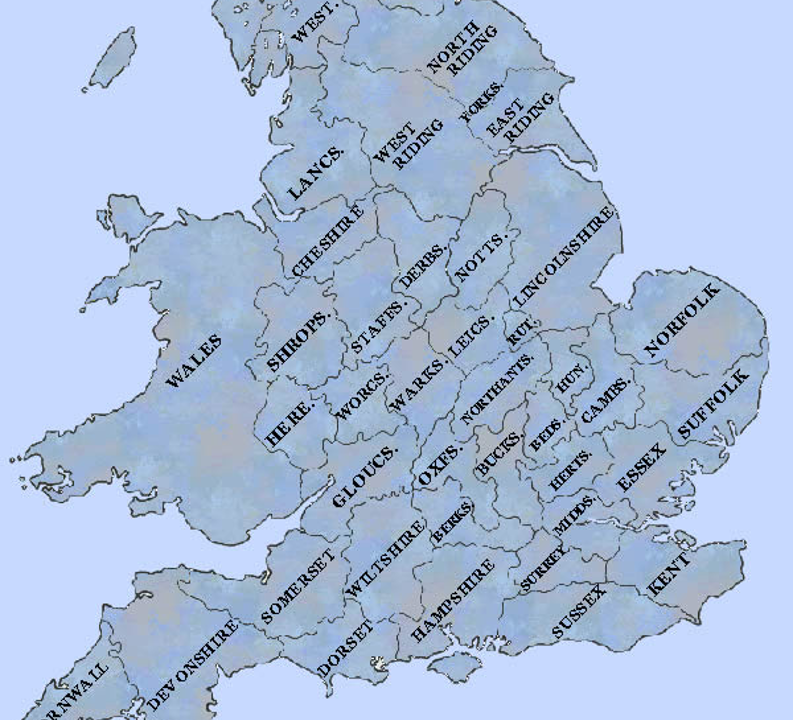 WEST.
NORTH
RIDING
YORKS.
EAST
RIDING
WEST
RIDING
LANCS.
CHESHIRE
DERBS.
NOTTS.
LINCOLNSHIRE
SHROPS.
STAFFS.
LEICS.
RUT.
NORFOLK
WALES
HERE.
WORCS.
WARKS.
NORTHANTS.
HUN.
CAMBS.
SUFFOLK
GLOUCS.
OXFS.
BUCKS.
BEDS.
HERTS.
ESSEX
MIDDS.
BERKS.
WILTSHIRE
SOMERSET
HAMPSHIRE
SURREY
KENT
SUSSEX
DORSET
DEVONSHIRE
RNWALL